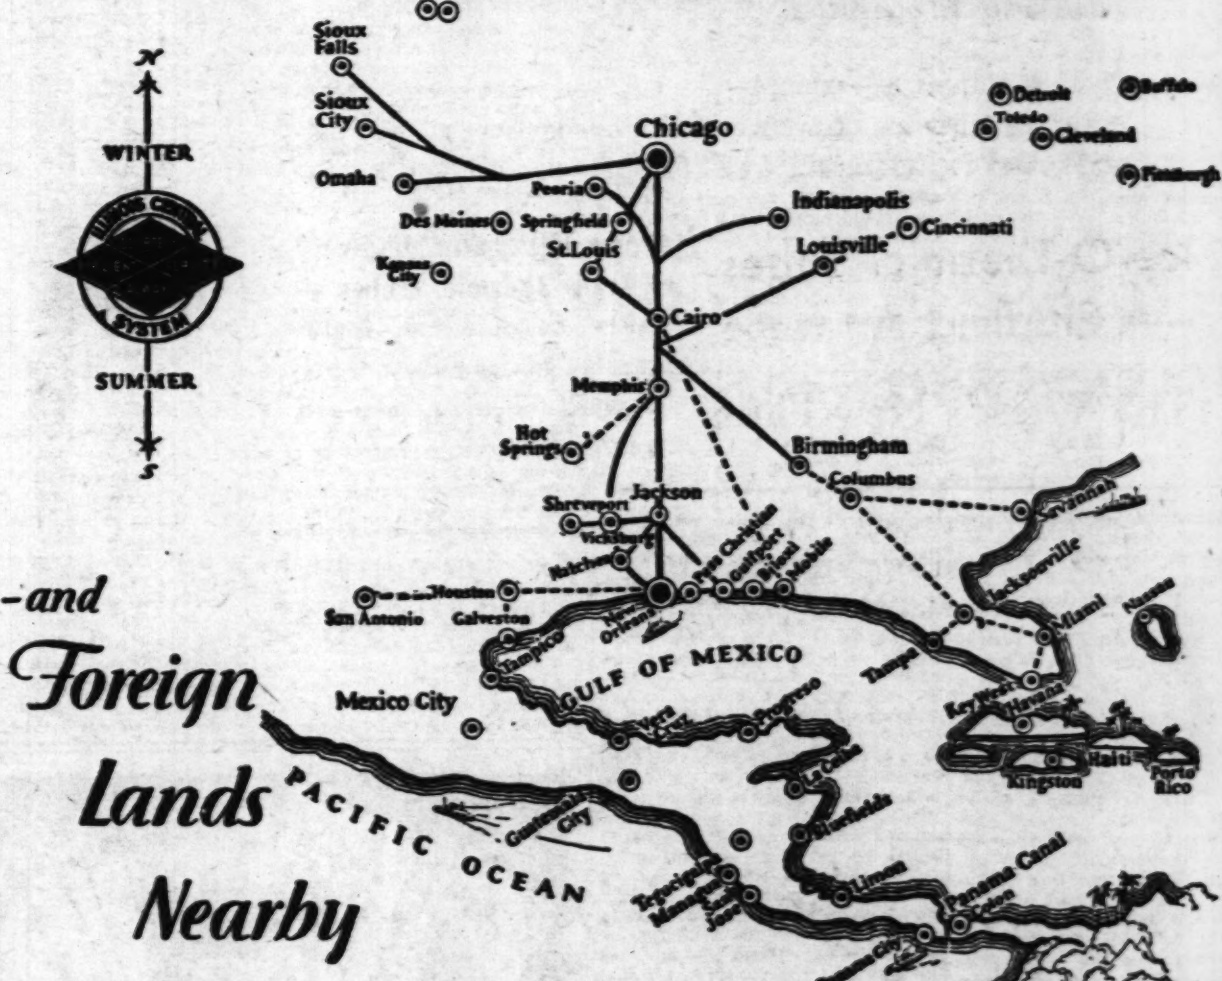 Sioux
Falls
Sioux
City
Omaha
Chicago
Detroit
Buffalo
Toledo
Cleveland
Pittsburgh
N
WINTER
ILLINOIS CENTRAL
SYSTEM
SUMMER
S
Peoria
Des Moines
Springfield
Indianapolis
Cincinnati
Louisville
St. Louis
Kansas
City
Cairo
Memphis
Hot
Springs
Birmingham
Columbus
Savannah
Jackson
Shreveport
Vicksburg
Natchez
Pass Christian
Gulfport
Biloxi
Mobile
Jacksonville
Miami
Nassau
Houston
San Antonio
Galveston
New
Orleans
Tampico
GULF OF MEXICO
Tampa
Key West
Havana
Mexico City
Vera
Cruz
Progreso
Haiti
Kingston
Porto
Rico
La Ceiba
-and
Foreign
Lands
Nearby
PACIFIC OCEAN
Guatemala
City
Bluefields
Limon
Panama Canal
Managua
San
Jose